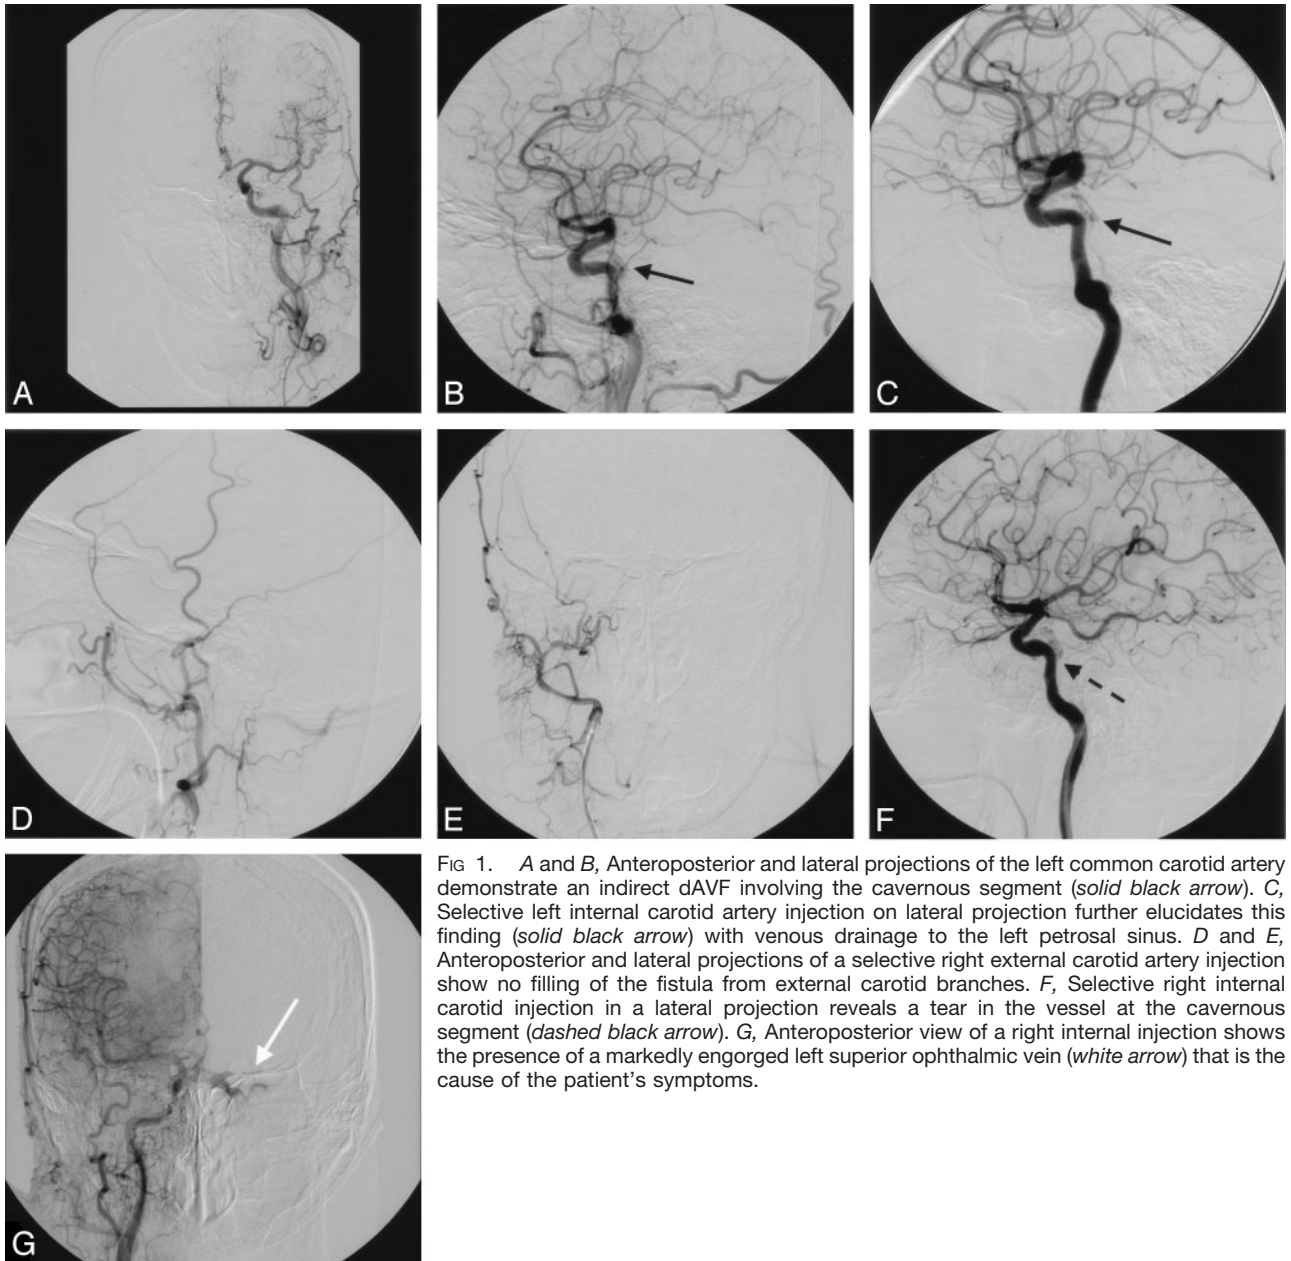 A
B
C
D
E
F
G
FIG 1. A and B, Anteroposterior and lateral projections of the left common carotid artery
demonstrate an indirect dAVF involving the cavernous segment (solid black arrow). C,
Selective left internal carotid artery injection on lateral projection further elucidates this
finding (solid black arrow) with venous drainage to the left petrosal sinus. D and E,
Anteroposterior and lateral projections of a selective right external carotid artery injection
show no filling of the fistula from external carotid branches. F, Selective right internal
carotid injection in a lateral projection reveals a tear in the vessel at the cavernous
segment (dashed black arrow). G, Anteroposterior view of a right internal injection shows
the presence of a markedly engorged left superior ophthalmic vein (white arrow) that is the
cause of the patient's symptoms.